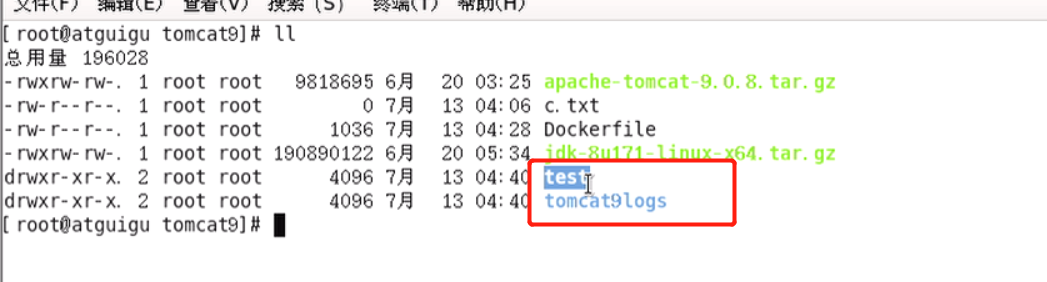 文件(F) 编辑(E) 查看(V) 搜索 (S) 终端(T) 帮助(H)
[root@atguigu tomcat9]# ll
总用量 196028
-rwxrw-rw-. 1 root root 9818695 6月 20 03:25 apache-tomcat-9.0.8.tar.gz
-rw-r--r--. 1 root root 0 7月 13 04:06 c.txt
-rw-r--r--. 1 root root 1036 7月 13 04:28 Dockerfile
-rwxrw-rw-. 1 root root 190890122 6月 20 05:34 jdk-8u171-linux-x64.tar.gz
drwxr-xr-x. 2 root root 4096 7月 13 04:40 test
drwxr-xr-x. 2 root root 4096 7月 13 04:40 tomcat9logs
[root@atguigu tomcat9]#